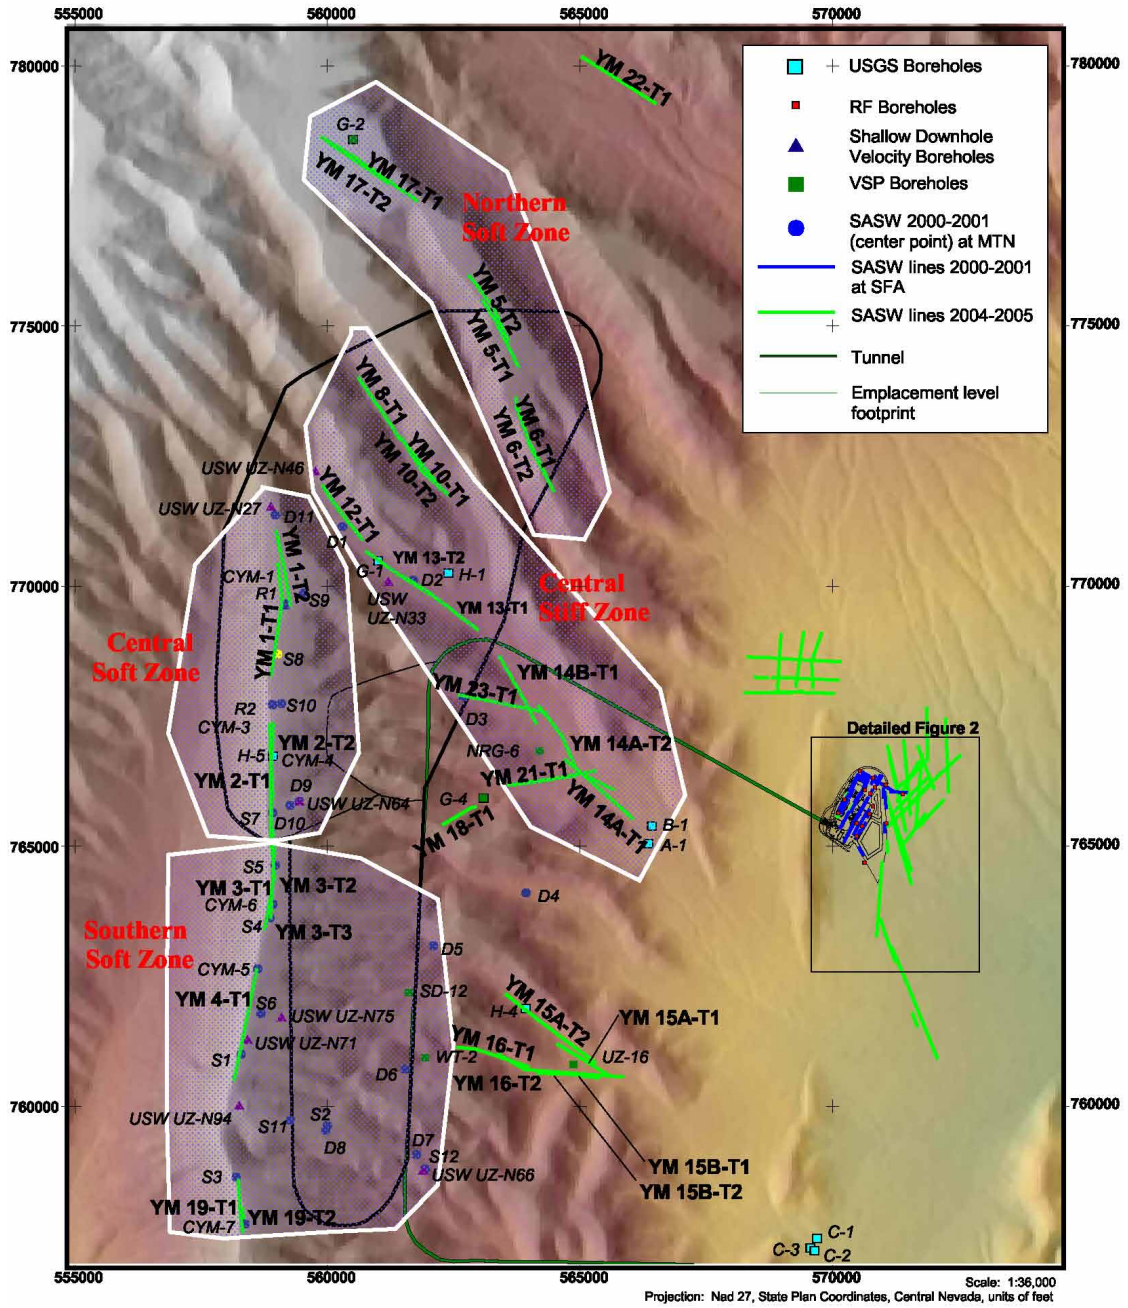 555000
560000
565000
570000
780000
780000
YM 22-T1
USGS Boreholes
RF Boreholes
Shallow Downhole
Velocity Boreholes
VSP Boreholes
SASW 2000-2001
(center point) at MTN
SASW lines 2000-2001
at SFA
SASW lines 2004-2005
Tunnel
Emplacement level
footprint
G-2
YM 17-T1
YM 17-T2
Northern
Soft Zone
YM 5-T2
YM 5-T1
775000
775000
YM 8-T1
YM 6-T1
YM 6-T2
YM 10-T1
YM 10-T2
USW UZ-N46
YM 12-T1
USW UZ-N27
D11
D1
YM 13-T2
G-1
D2
H-1
USW
UZ-N33
YM 13-T1
Central
Stiff Zone
770000
770000
YM 1-T2
CYM-1
R1
S9
YM 1-T1
Central
Soft Zone
S8
YM 14B-T1
YM 23-T1
D3
R2
S10
CYM-3
YM 14A-T2
NRG-6
YM 2-T2
H-5
CYM-4
YM 2-T1
YM 21-T1
D9
USW UZ-N64
G-4
YM 14A-T1
YM 18-T1
S7
D10
B-1
A-1
Detailed Figure 2
765000
765000
S5
YM 3-T1
YM 3-T2
CYM-6
S4
YM 3-T3
D4
Southern
Soft Zone
D5
CYM-5
SD-12
YM 4-T1
S6
USW UZ-N75
H-4
YM 15A-T2
YM 15A-T1
USW UZ-N71
S1
YM 16-T1
WT-2
UZ-16
D6
YM 16-T2
760000
760000
USW UZ-N94
S11
S2
D8
D7
S12
USW UZ-N66
YM 15B-T1
YM 15B-T2
S3
YM 19-T1
YM 19-T2
CYM-7
C-1
C-3
C-2
555000
560000
565000
570000
Scale: 1:36,000
Projection: Nad 27, State Plan Coordinates, Central Nevada, units of feet